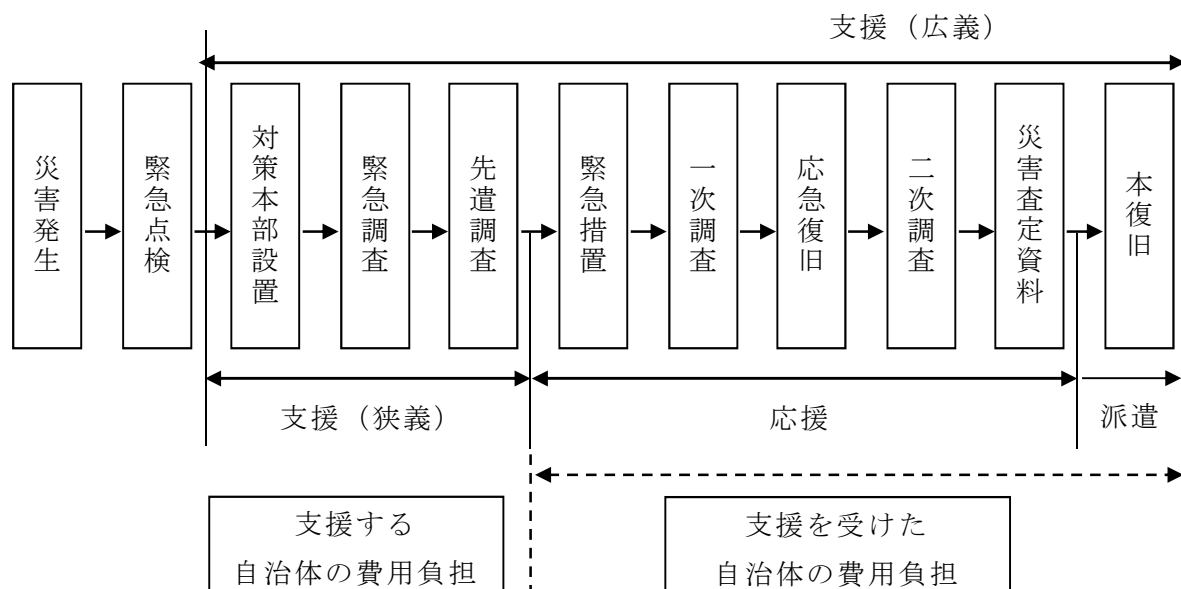 支援（広義）
災害発生
緊急点検
対策本部設置
緊急調査
先遣調査
緊急措置
一次調査
応急復旧
二次調査
災害査定資料
本復旧
支援（狭義）
応援
派遣
支援する
自治体の費用負担
支援を受けた
自治体の費用負担